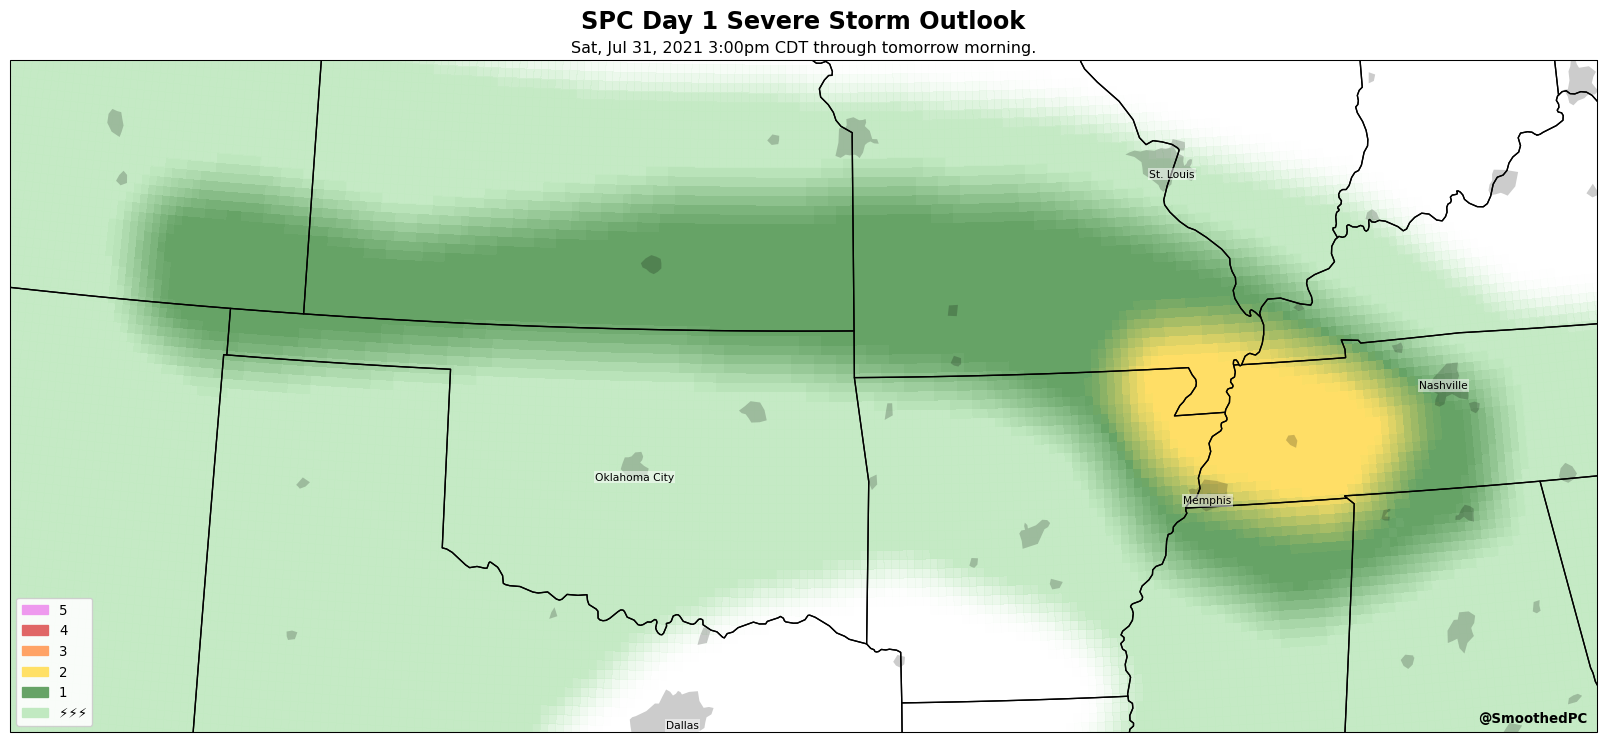 SPC Day 1 Severe Storm Outlook
Sat, Jul 31, 2021 3:00pm CDT through tomorrow morning.
St. Louis
Nashville
Oklahoma City
Memphis
5
4
3
2
1
⚡⚡⚡
Dallas
@SmoothedPC